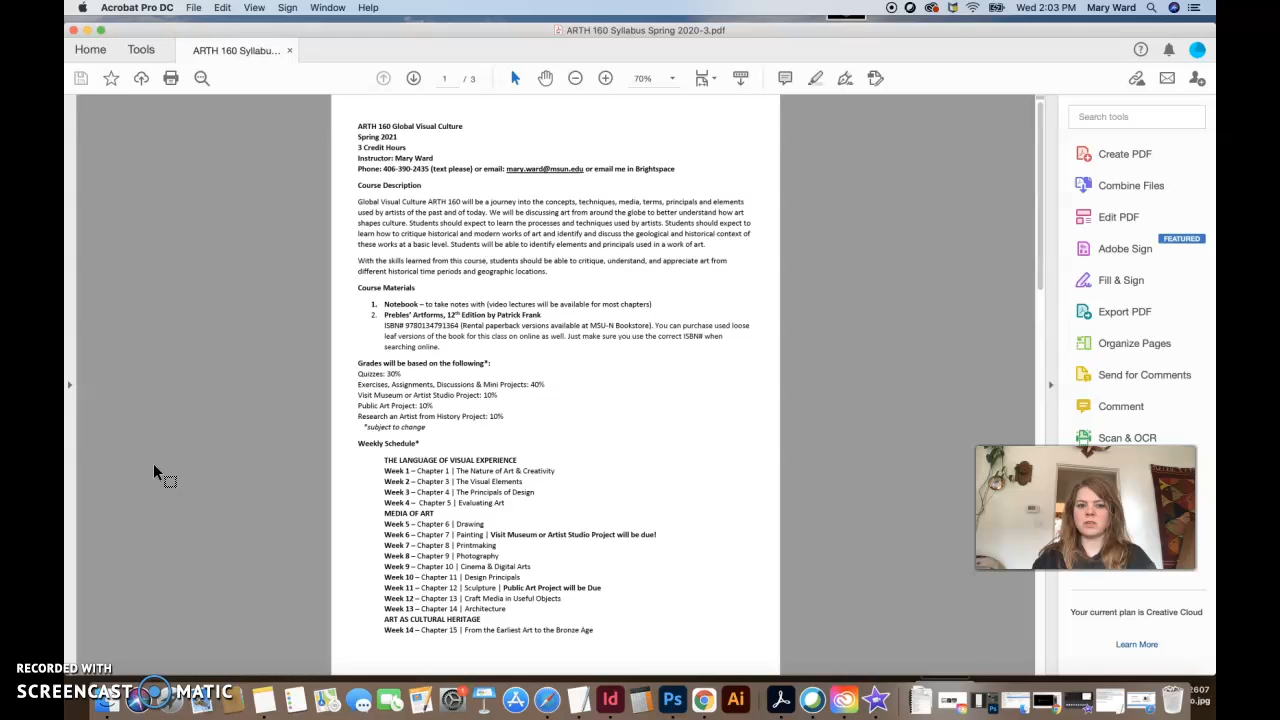 Acrobat Pro DC File Edit View Sign Window Help Wed 2:03 PM Mary Ward
ARTH 160 Syllabus Spring 2020-3.pdf
Home Tools ARTH 160 Syllabu... ×
1 / 3 70%
ARTH 160 Global Visual Culture
Spring 2021
3 Credit Hours
Instructor: Mary Ward
Phone: 406-390-2435 (text please) or email: mary.ward@msun.edu or email me in Brightspace
Course Description
Global Visual Culture ARTH 160 will be a journey into the concepts, techniques, media, terms, principals and elements
used by artists of the past and of today. We will be discussing art from around the globe to better understand how art
shapes culture. Students should expect to learn the processes and techniques used by artists. Students should expect to
learn how to critique historical and modern works of art and identify and discuss the geological and historical context of
these works at a basic level. Students will be able to identify elements and principals used in a work of art.
With the skills learned from this course, students should be able to critique, understand, and appreciate art from
different historical time periods and geographic locations.
Course Materials
1. Notebook – to take notes with (video lectures will be available for most chapters)
2. Prebles' Artforms, 12th Edition by Patrick Frank
ISBN# 9780134791364 (Rental paperback versions available at MSU-N Bookstore). You can purchase used loose
leaf versions of the book for this class on online as well. Just make sure you use the correct ISBN# when
searching online.
Grades will be based on the following*:
Quizzes: 30%
Exercises, Assignments, Discussions & Mini Projects: 40%
Visit Museum or Artist Studio Project: 10%
Public Art Project: 10%
Research an Artist from History Project: 10%
*subject to change
Weekly Schedule*
THE LANGUAGE OF VISUAL EXPERIENCE
Week 1 – Chapter 1 | The Nature of Art & Creativity
Week 2 – Chapter 3 | The Visual Elements
Week 3 – Chapter 4 | The Principals of Design
Week 4 – Chapter 5 | Evaluating Art
MEDIA OF ART
Week 5 – Chapter 6 | Drawing
Week 6 – Chapter 7 | Painting | Visit Museum or Artist Studio Project will be due!
Week 7 – Chapter 8 | Printmaking
Week 8 – Chapter 9 | Photography
Week 9 – Chapter 10 | Cinema & Digital Arts
Week 10 – Chapter 11 | Design Principals
Week 11 – Chapter 12 | Sculpture | Public Art Project will be Due
Week 12 – Chapter 13 | Craft Media in Useful Objects
Week 13 – Chapter 14 | Architecture
ART AS CULTURAL HERITAGE
Week 14 – Chapter 15 | From the Earliest Art to the Bronze Age
Search tools
Create PDF
Combine Files
Edit PDF
FEATURED
Adobe Sign
Fill & Sign
Export PDF
Organize Pages
Send for Comments
Comment
Scan & OCR
Your current plan is Creative Cloud
Learn More
RECORDED WITH
SCREENCAST MATIC
Id Ps Ai
2607
o.jpg